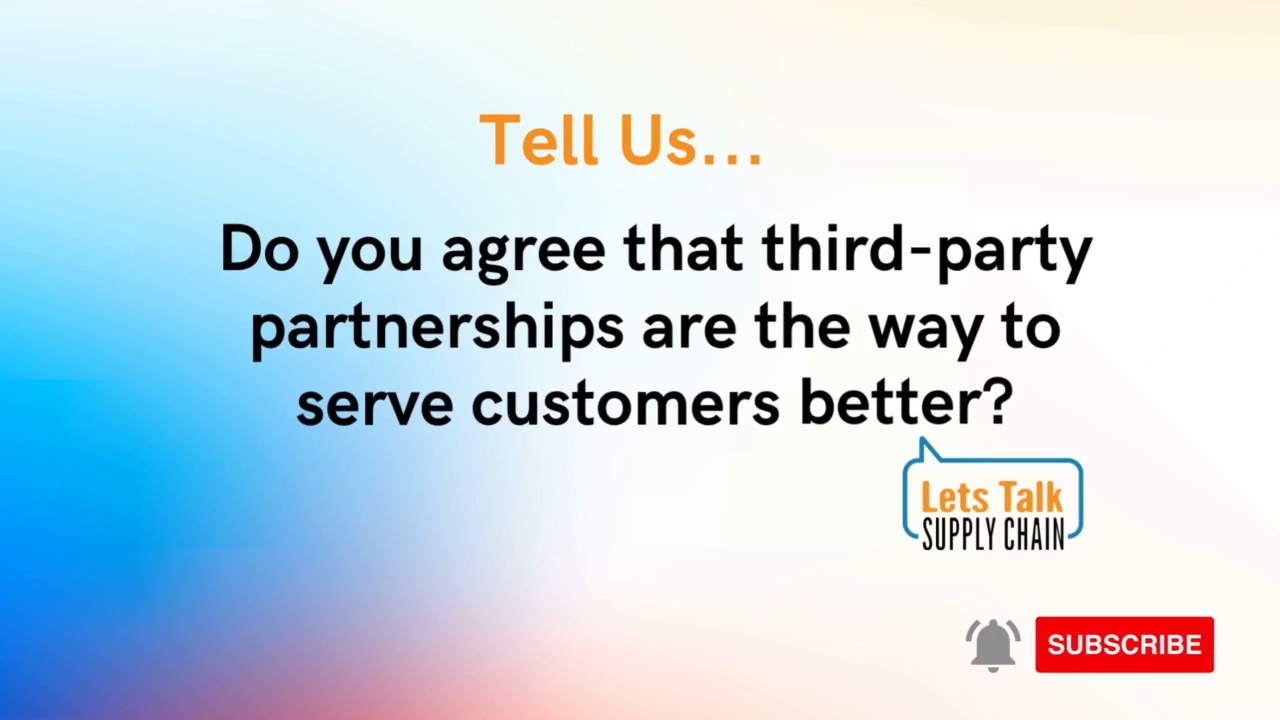 Tell Us...
Do you agree that third-party
partnerships are the way to
serve customers better?
Lets Talk
SUPPLY CHAIN
SUBSCRIBE